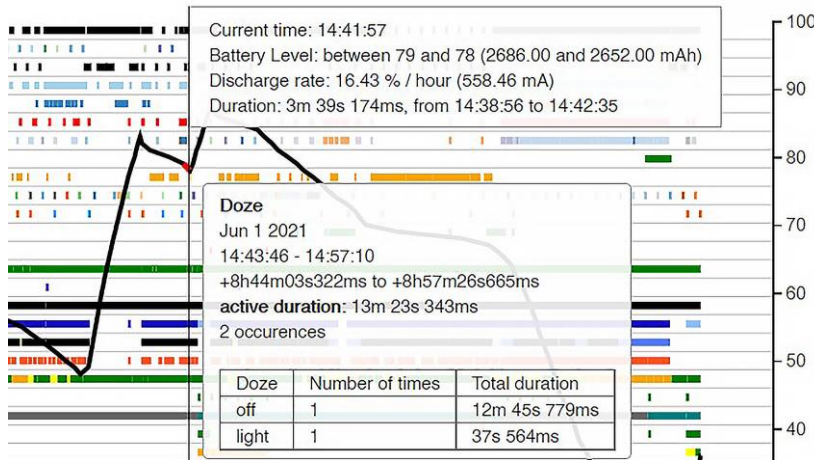 Current time: 14:41:57
Battery Level: between 79 and 78 (2686.00 and 2652.00 mAh)
Discharge rate: 16.43 % / hour (558.46 mA)
Duration: 3m 39s 174ms, from 14:38:56 to 14:42:35
100
90
80
70
60
50
40
Doze
Jun 1 2021
14:43:46 - 14:57:10
+8h44m03s322ms to +8h57m26s665ms
active duration: 13m 23s 343ms
2 occurences
Doze Number of times Total duration
off 1 12m 45s 779ms
light 1 37s 564ms